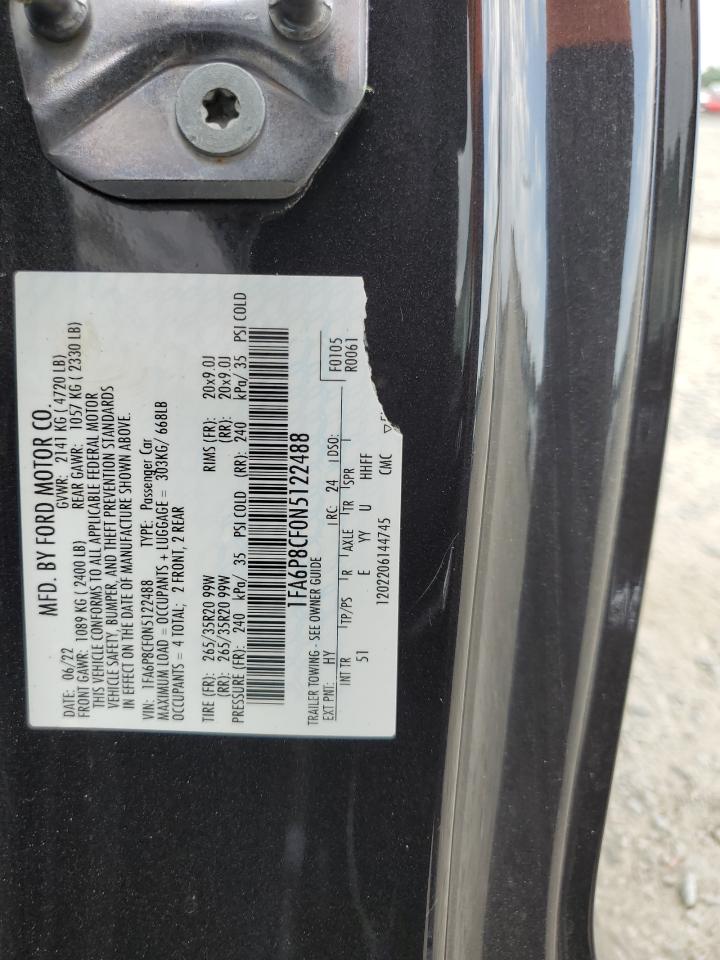 MFD. BY FORD MOTOR CO.
DATE: 06/22 GVWR: 2141 KG ( 4720 LB)
FRONT GAWR: 1089 KG ( 2400 LB) REAR GAWR: 1057 KG ( 2330 LB)
THIS VEHICLE CONFORMS TO ALL APPLICABLE FEDERAL MOTOR
VEHICLE SAFETY, BUMPER, AND THEFT PREVENTION STANDARDS
IN EFFECT ON THE DATE OF MANUFACTURE SHOWN ABOVE.
VIN: 1FA6P8CF0N5122488 TYPE: Passenger Car
MAXIMUM LOAD = OCCUPANTS + LUGGAGE = 303KG/ 668LB
OCCUPANTS = 4 TOTAL; 2 FRONT, 2 REAR
TIRE (FR): 265/35R20 99W RIMS (FR): 20x9.0J
(RR): 265/35R20 99W (RR): 20x9.0J
PRESSURE (FR): 240 kPa/ 35 PSI COLD (RR): 240 kPa/ 35 PSI COLD
1FA6P8CF0N5122488
TRAILER TOWING - SEE OWNER GUIDE F0105
EXT PNT: HY RC: 24 DSO: R0061
INT TR TP/PS R AXLE TR SPR
51 E YY U HHFF
1202206144745 CMC